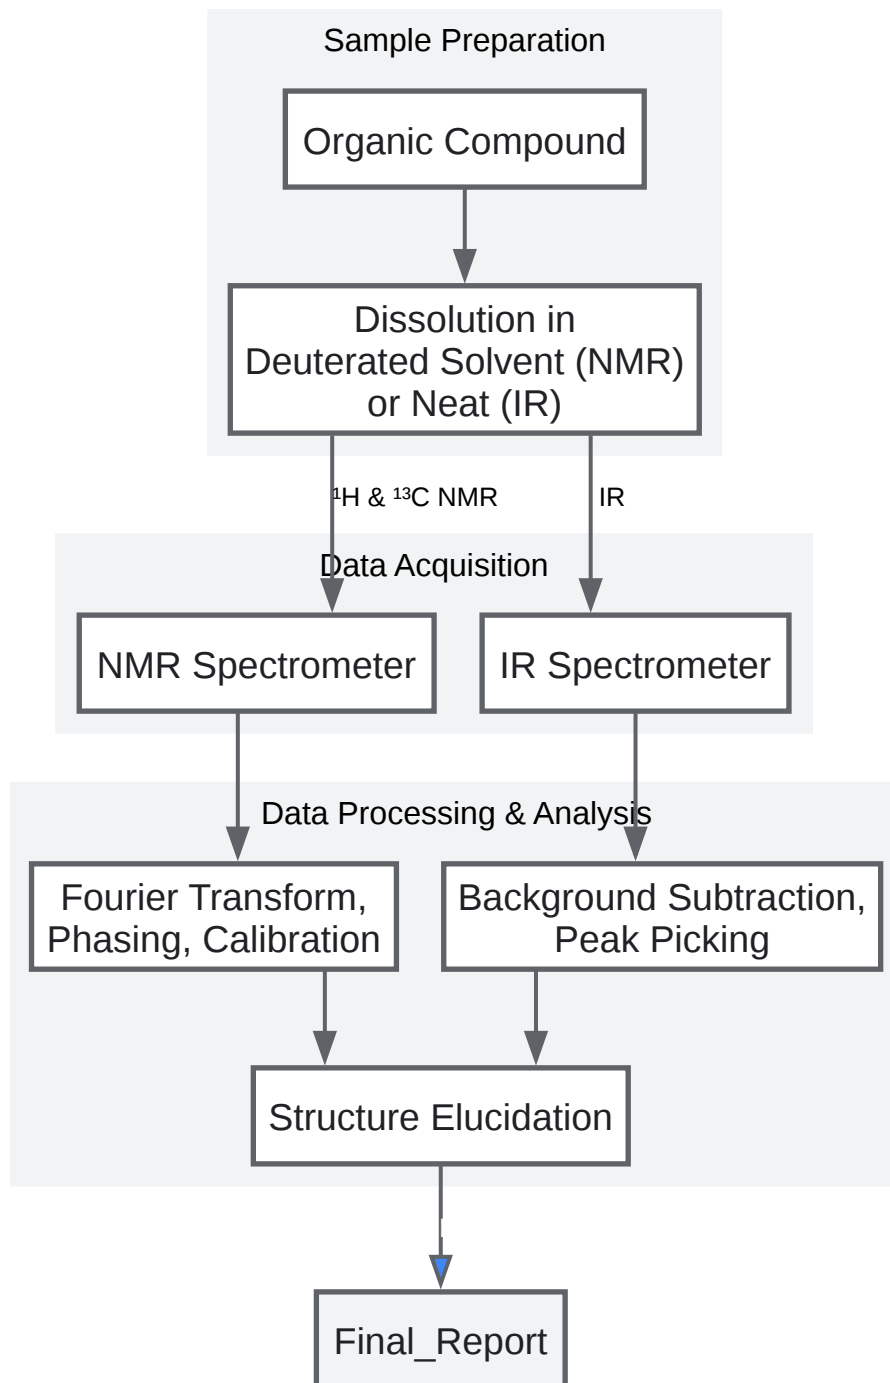 Sample Preparation
Organic Compound
Dissolution in
Deuterated Solvent (NMR)
or Neat (IR)
¹H & ¹³C NMR
IR
Data Acquisition
NMR Spectrometer
IR Spectrometer
Data Processing & Analysis
Fourier Transform,
Phasing, Calibration
Background Subtraction,
Peak Picking
Structure Elucidation
Final_Report